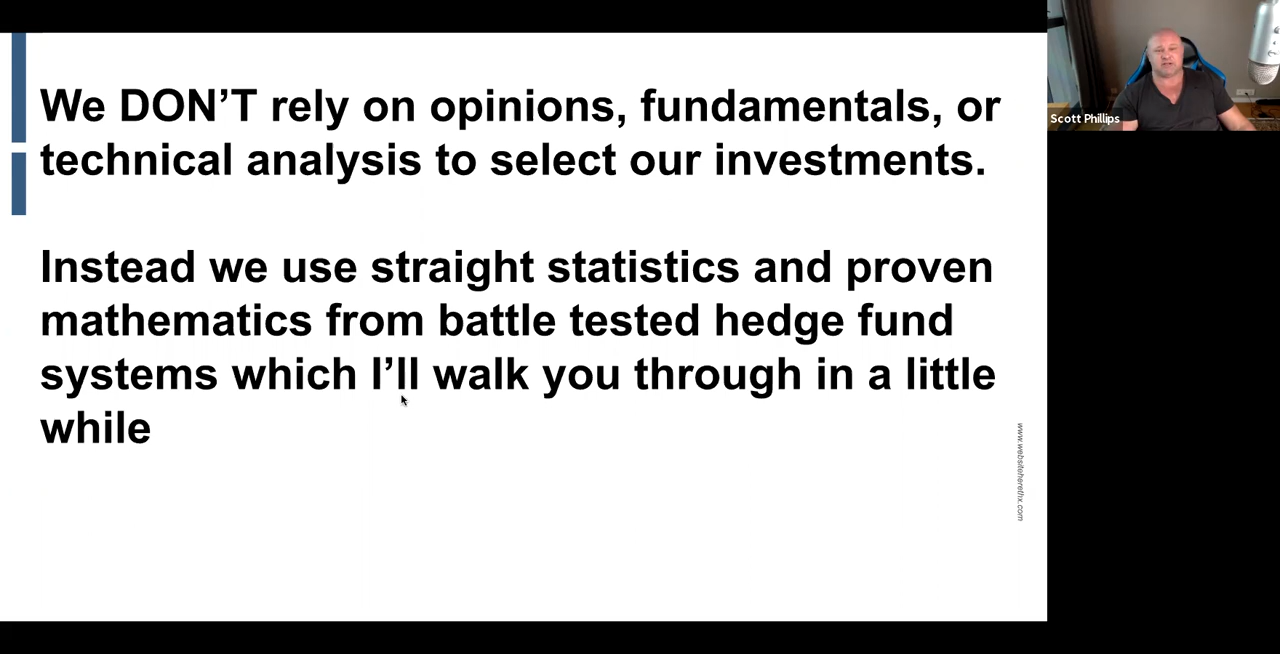 We DON'T rely on opinions, fundamentals, or
technical analysis to select our investments.
Instead we use straight statistics and proven
mathematics from battle tested hedge fund
systems which I'll walk you through in a little
while
www.websiteherethx.com
Scott Phillips